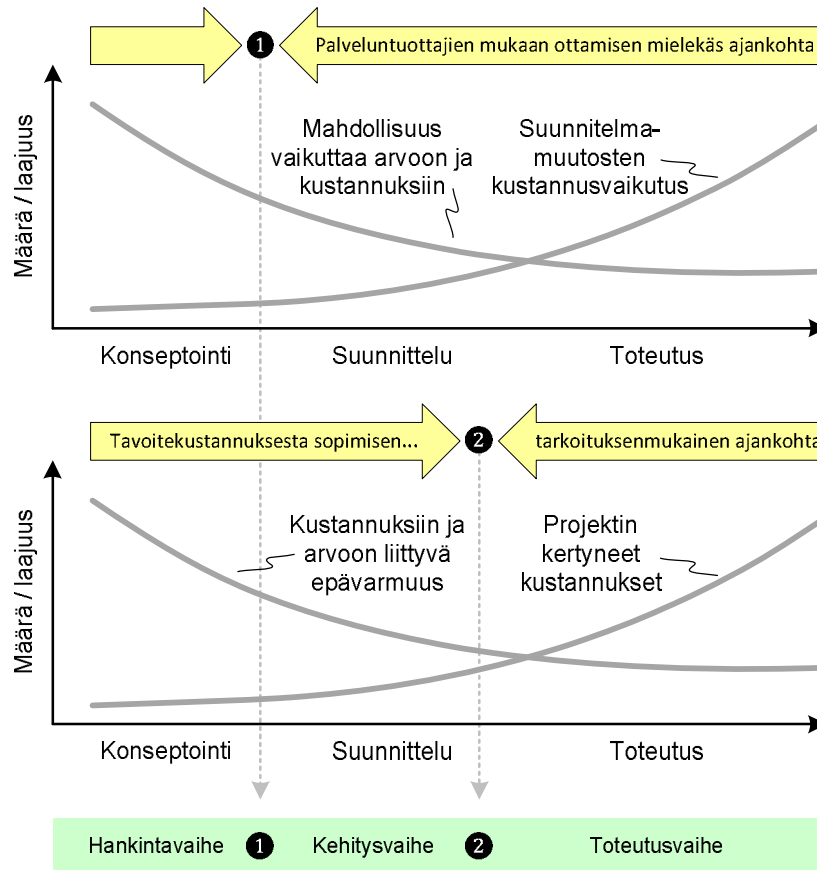 1 Palveluntuottajien mukaan ottamisen mielekäs ajankohta
Määrä / laajuus
Mahdollisuus
vaikuttaa arvoon ja
kustannuksiin
Suunnitelma-
muutosten
kustannusvaikutus
Konseptointi Suunnittelu Toteutus
Tavoitekustannuksesta sopimisen... 2 tarkoituksenmukainen ajankohta
Määrä / laajuus
Kustannuksiin ja
arvoon liittyvä
epävarmuus
Projektin
kertyneet
kustannukset
Konseptointi Suunnittelu Toteutus
Hankintavaihe 1 Kehitysvaihe 2 Toteutusvaihe